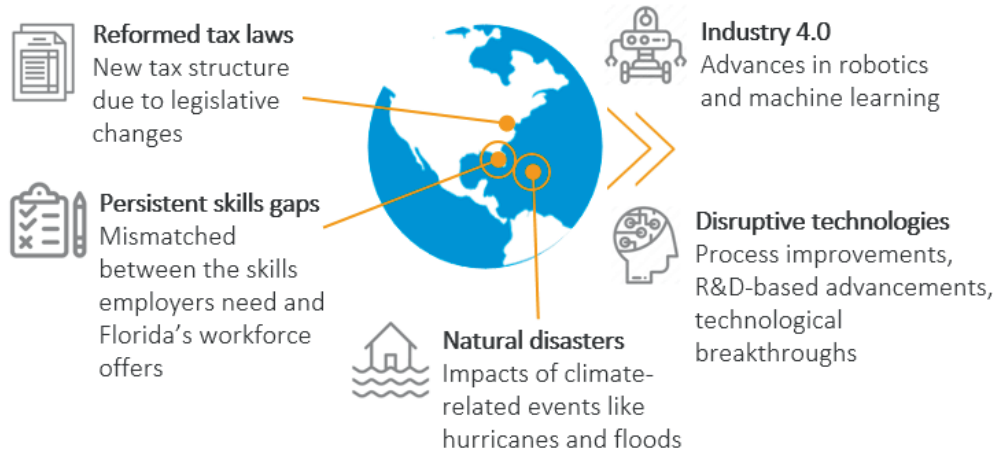 Reformed tax laws
New tax structure
due to legislative
changes
Persistent skills gaps
Mismatched
between the skills
employers need and
Florida’s workforce
offers
Natural disasters
Impacts of climate-
related events like
hurricanes and floods
Industry 4.0
Advances in robotics
and machine learning
Disruptive technologies
Process improvements,
R&D-based advancements,
technological
breakthroughs